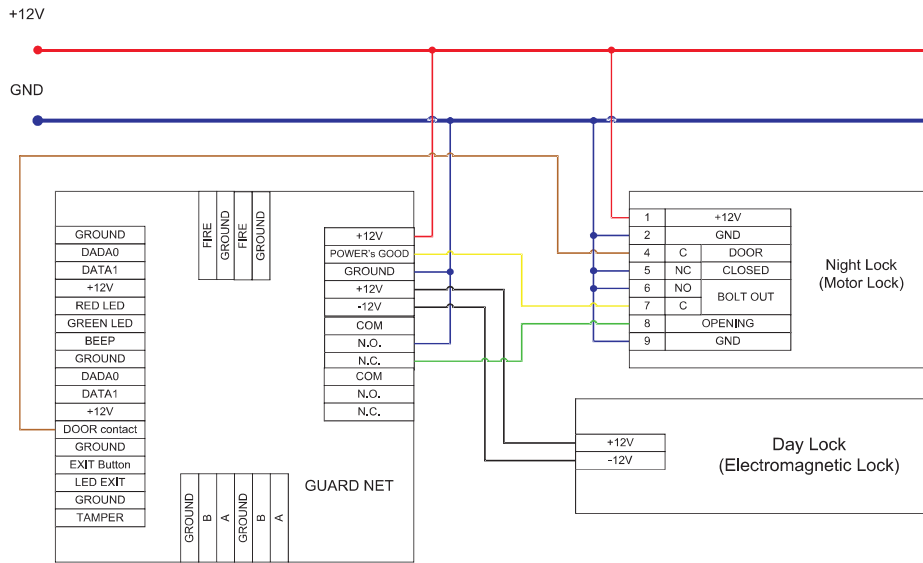 +12V
GND
GROUND
DADA0
DATA1
+12V
RED LED
GREEN LED
BEEP
GROUND
DADA0
DATA1
+12V
DOOR contact
GROUND
EXIT Button
LED EXIT
GROUND
TAMPER
FIRE
GROUND
FIRE
GROUND
GROUND
B
A
GROUND
B
A
+12V
POWER's GOOD
GROUND
+12V
-12V
COM
N.O.
N.C.
COM
N.O.
N.C.
GUARD NET
1 +12V
2 GND
4 C DOOR
5 NC CLOSED
6 NO
BOLT OUT
7 C
8 OPENING
9 GND
Night Lock
(Motor Lock)
+12V
-12V
Day Lock
(Electromagnetic Lock)